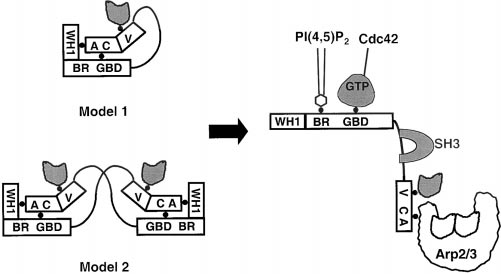 WH1
A C
V
BR GBD
Model 1
WH1
A C
V
BR GBD
V
C A
WH1
GBD BR
Model 2
PI(4,5)P2
Cdc42
GTP
WH1
BR
GBD
SH3
V
C
A
Arp2/3